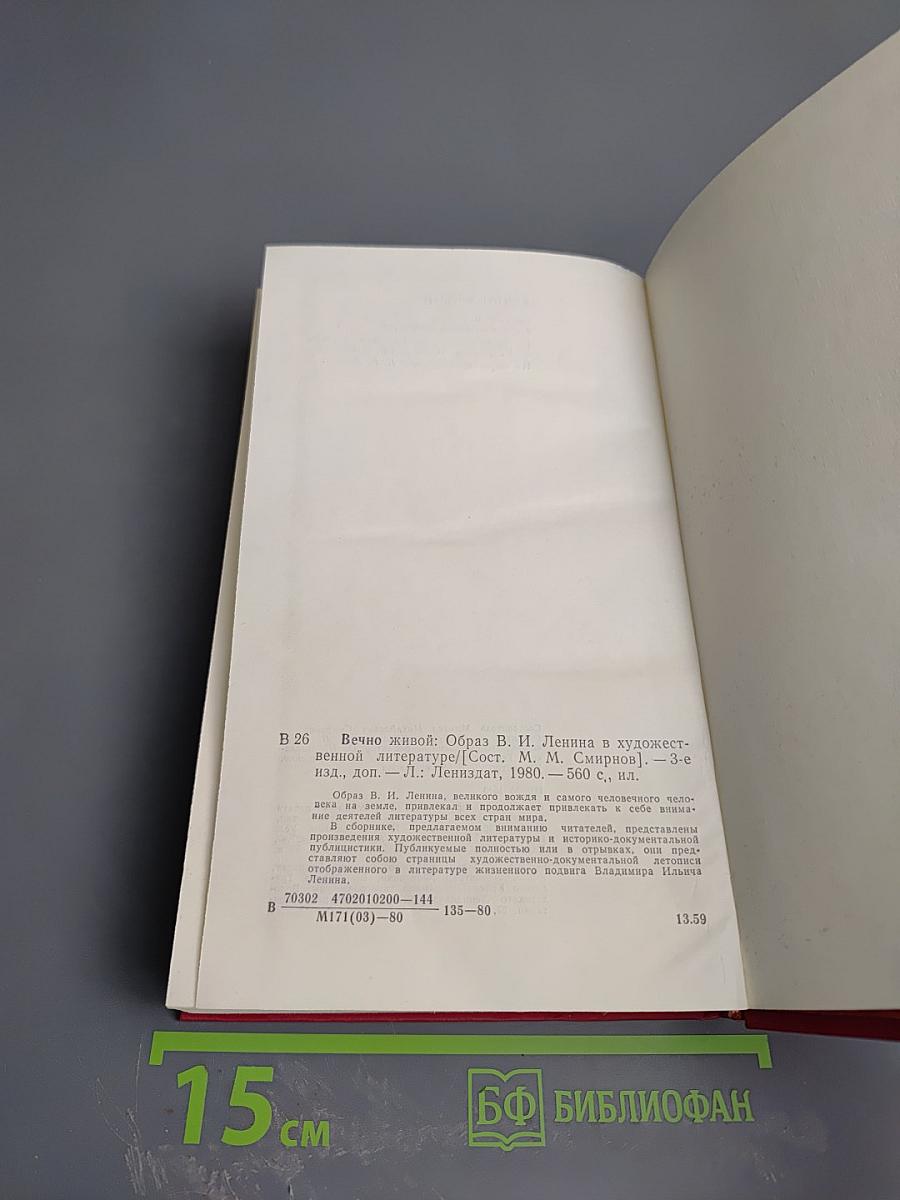 В 26 Вечно живой: Образ В. И. Ленина в художест-
венной литературе/[Сост. М. М. Смирнов]. — 3-е
изд., доп. — Л.: Лениздат, 1980. — 560 с., ил.
Образ В. И. Ленина, великого вождя и самого человечного чело-
века на земле, привлекал и продолжает привлекать к себе внима-
ние деятелей литературы всех стран мира.
В сборнике, предлагаемом вниманию читателей, представлены
произведения художественной литературы и историко-документальной
публицистики. Публикуемые полностью или в отрывках, они пред-
ставляют собою страницы художественно-документальной летописи
отображенного в литературе жизненного подвига Владимира Ильича
Ленина.
70302 4702010200—144
В 135—80
М171(03)—80
13.59
15 см
БФ БИБЛИОФАН